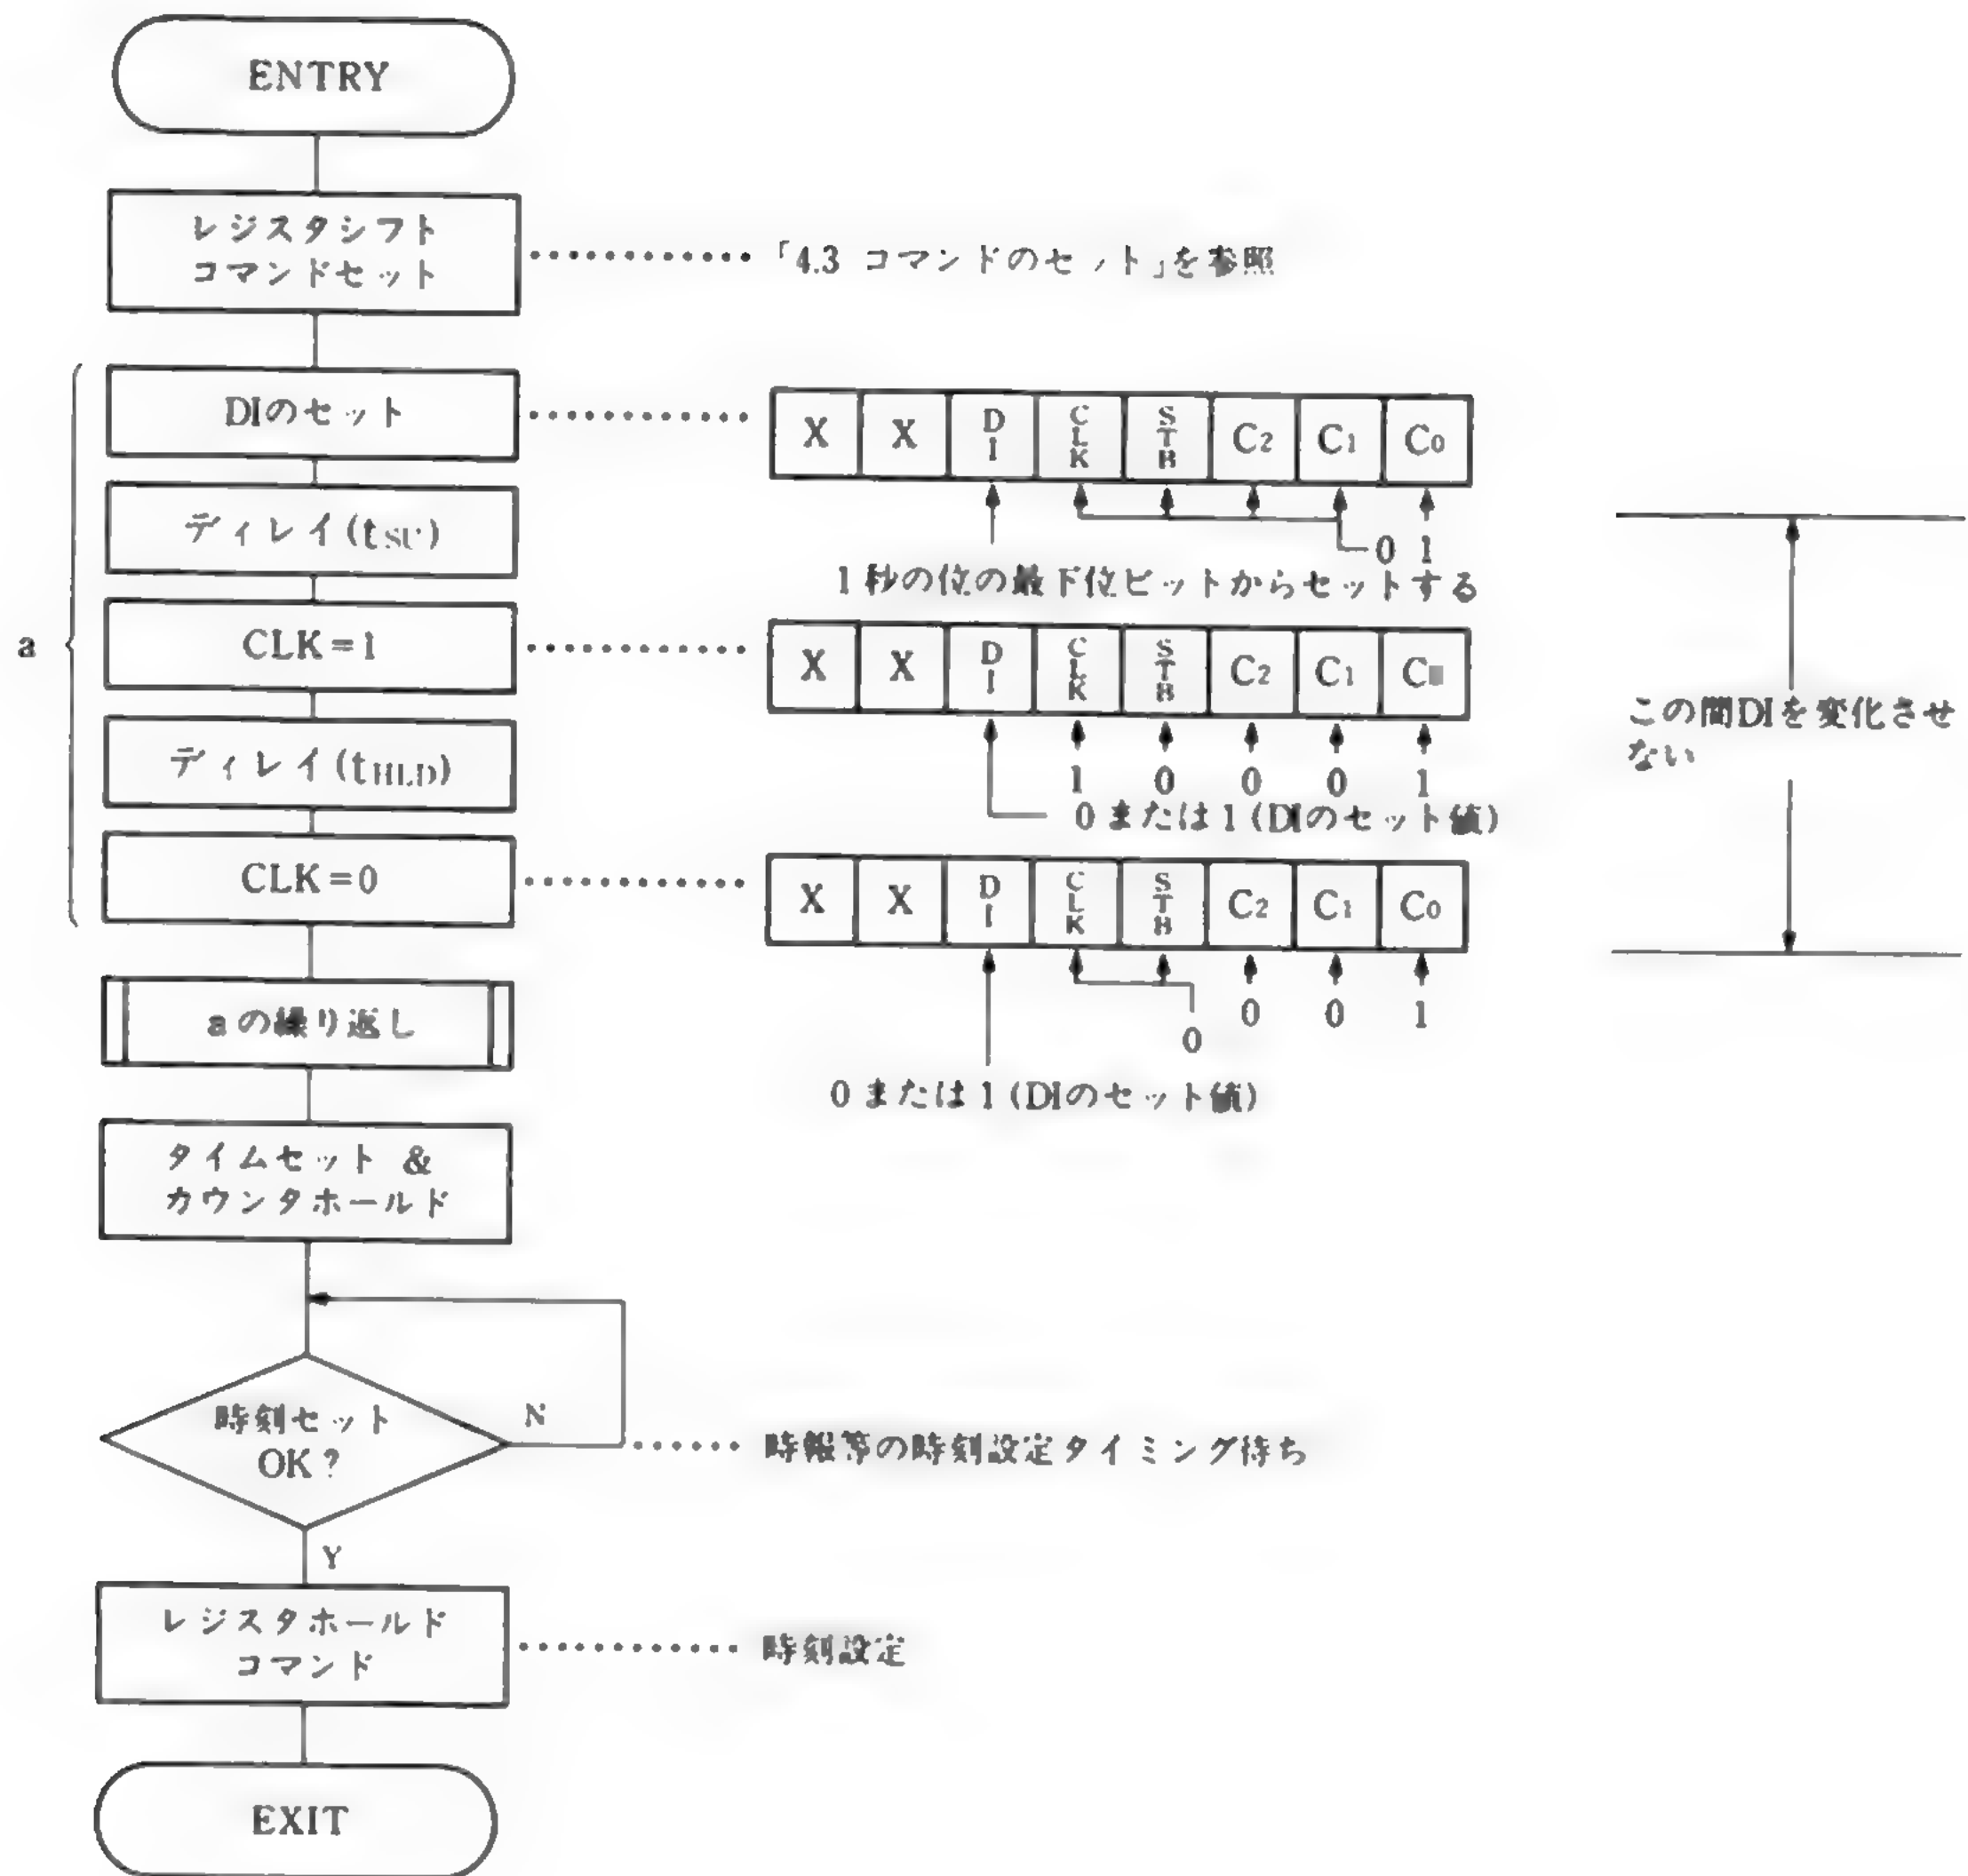 ENTRY
レジスタシフト
コマンドセット
「4.3 コマンドのセット」を参照
a
DIのセット
X X DI CLK STB C2 C1 C0
0 1
1秒の位の最下位ビットからセットする
ディレイ(tSU)
CLK=1
X X DI CLK STB C2 C1
1 0 0 0 1
0または1(DIのセット値)
ディレイ(tHLD)
CLK=0
X X DI CLK STB C2 C1 C0
0 0 1
0
0または1(DIのセット値)
この間DIを変化させ
ない
aの繰り返し
タイムセット &
カウンタホールド
時刻セット
OK?
N
時報等の時刻設定タイミング待ち
Y
レジスタホールド
コマンド
時刻設定
EXIT